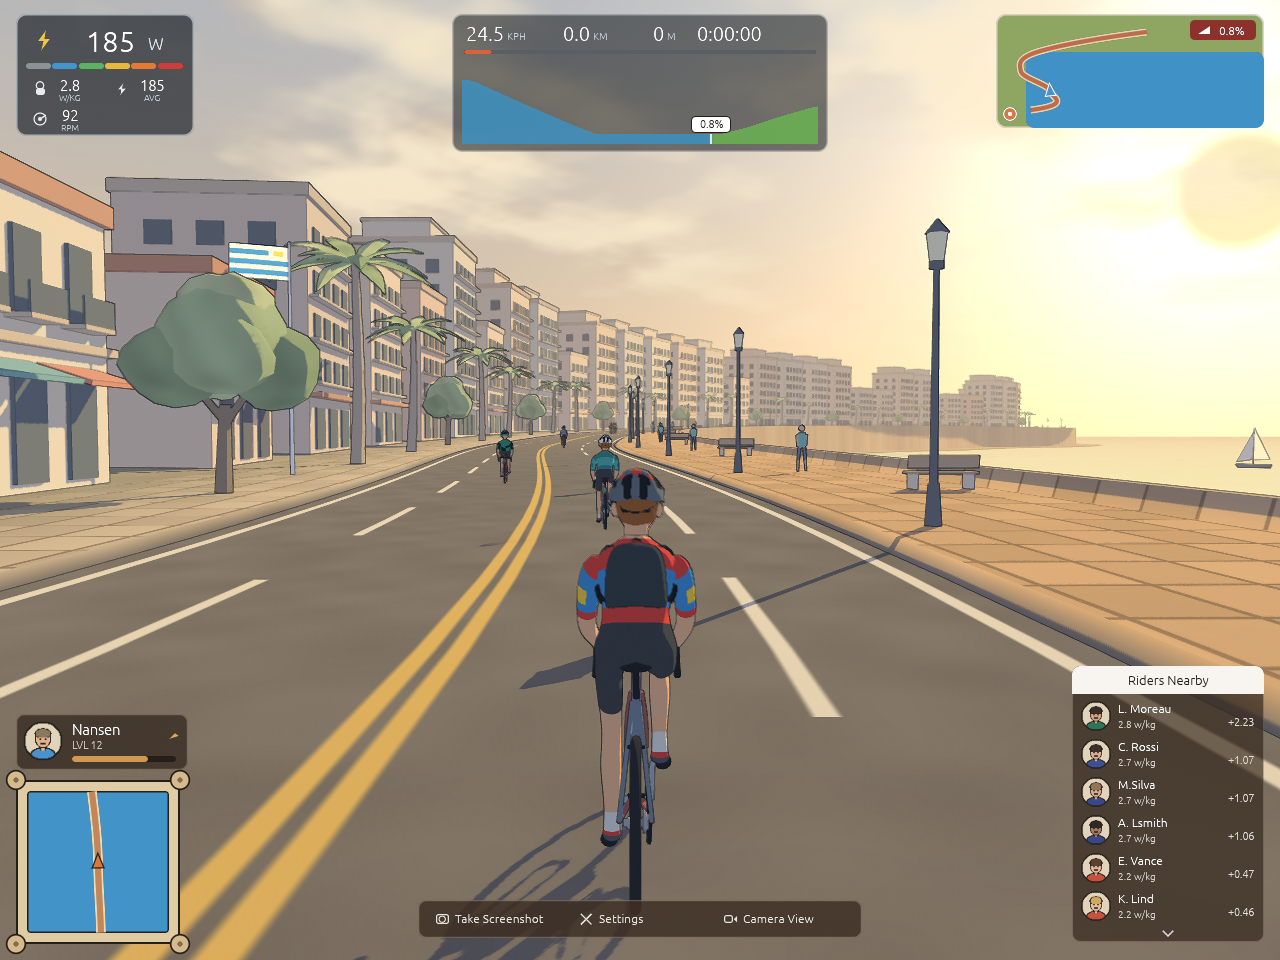 185 W
2.8 W/KG
185 AVG
92 RPM
24.5 KPH 0.0 KM 0 M 0:00:00
0.8%
0.8%
Nansen
LVL 12
Riders Nearby
L. Moreau
2.8 w/kg +2.23
C. Rossi
2.7 w/kg +1.07
M.Silva
2.7 w/kg +1.07
A. Lsmith
2.7 w/kg +1.06
E. Vance
2.2 w/kg +0.47
K. Lind
2.2 w/kg +0.46
Take Screenshot Settings Camera View